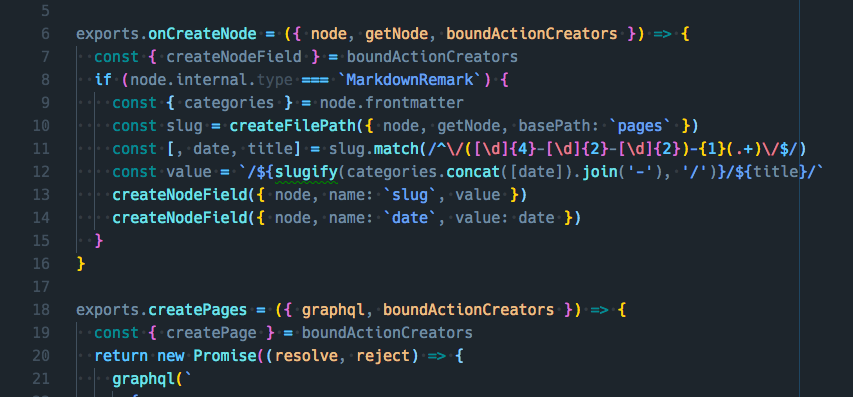 5
6 exports.onCreateNode = ({ node, getNode, boundActionCreators }) => {
7   const { createNodeField } = boundActionCreators
8   if (node.internal.type === `MarkdownRemark`) {
9     const { categories } = node.frontmatter
10     const slug = createFilePath({ node, getNode, basePath: `pages` })
11     const [, date, title] = slug.match(/^\/([\d]{4}-[\d]{2}-[\d]{2})-{1}(.+)\/$/)
12     const value = `/${slugify(categories.concat([date]).join('-'), '/')}/${title}/`
13     createNodeField({ node, name: `slug`, value })
14     createNodeField({ node, name: `date`, value: date })
15   }
16 }
17
18 exports.createPages = ({ graphql, boundActionCreators }) => {
19   const { createPage } = boundActionCreators
20   return new Promise((resolve, reject) => {
21     graphql(`